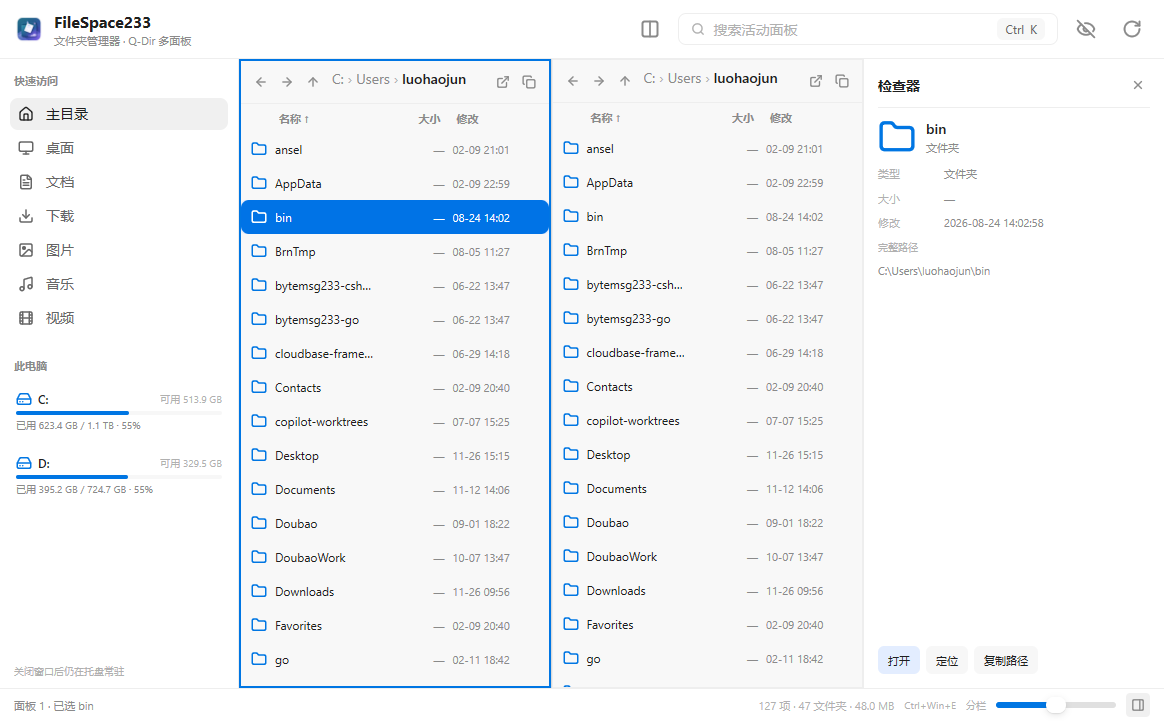 FileSpace233
文件夹管理器 · Q-Dir 多面板
搜索活动面板
Ctrl K
快速访问
主目录
桌面
文档
下载
图片
音乐
视频
此电脑
C: 可用 513.9 GB
已用 623.4 GB / 1.1 TB · 55%
D: 可用 329.5 GB
已用 395.2 GB / 724.7 GB · 55%
关闭窗口后仍在托盘常驻
← → ↑ C: › Users › luohaojun
名称 ↑ 大小 修改
ansel — 02-09 21:01
AppData — 02-09 22:59
bin — 08-24 14:02
BrnTmp — 08-05 11:27
bytemsg233-csh... — 06-22 13:47
bytemsg233-go — 06-22 13:47
cloudbase-frame... — 06-29 14:18
Contacts — 02-09 20:40
copilot-worktrees — 07-07 15:25
Desktop — 11-26 15:15
Documents — 11-12 14:06
Doubao — 09-01 18:22
DoubaoWork — 10-07 13:47
Downloads — 11-26 09:56
Favorites — 02-09 20:40
go — 02-11 18:42
← → ↑ C: › Users › luohaojun
名称 ↑ 大小 修改
ansel — 02-09 21:01
AppData — 02-09 22:59
bin — 08-24 14:02
BrnTmp — 08-05 11:27
bytemsg233-csh... — 06-22 13:47
bytemsg233-go — 06-22 13:47
cloudbase-frame... — 06-29 14:18
Contacts — 02-09 20:40
copilot-worktrees — 07-07 15:25
Desktop — 11-26 15:15
Documents — 11-12 14:06
Doubao — 09-01 18:22
DoubaoWork — 10-07 13:47
Downloads — 11-26 09:56
Favorites — 02-09 20:40
go — 02-11 18:42
检查器
bin
文件夹
类型 文件夹
大小 —
修改 2026-08-24 14:02:58
完整路径
C:\Users\luohaojun\bin
打开 定位 复制路径
面板 1 · 已选 bin
127 项 · 47 文件夹 · 48.0 MB Ctrl+Win+E 分栏